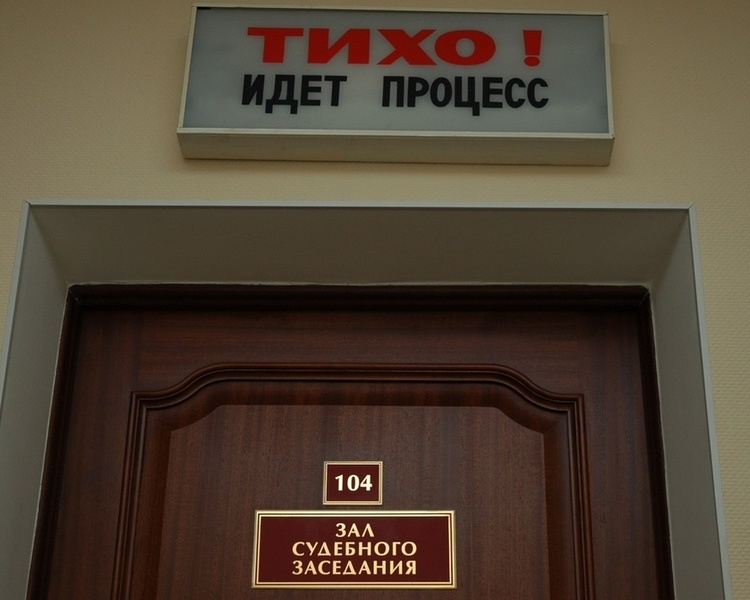 ТИХО!
ИДЕТ ПРОЦЕСС
104
ЗАЛ
СУДЕБНОГО
ЗАСЕДАНИЯ